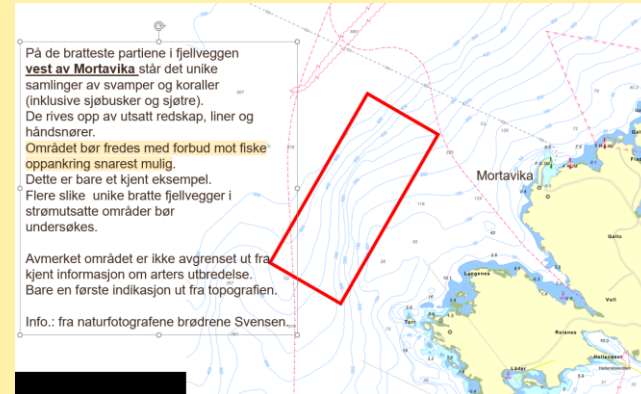 På de bratteste partiene i fjellveggen
vest av Mortavika står det unike
samlinger av svamper og koraller
(inklusive sjøbusker og sjøtre).
De rives opp av utsatt redskap, liner og
håndsnører.
Området bør fredes med forbud mot fiske
oppankring snarest mulig.
Dette er bare et kjent eksempel.
Flere slike unike bratte fjellvegger i
strømutsatte områder bør
undersøkes.
Avmerket området er ikke avgrenset ut fra
kjent informasjon om arters utbredelse.
Bare en første indikasjon ut fra topografien.
Info.: fra naturfotografene brødrene Svensen.
Mortavika
Galta
Langenes
Voll
Tart
Reianes
Lådar